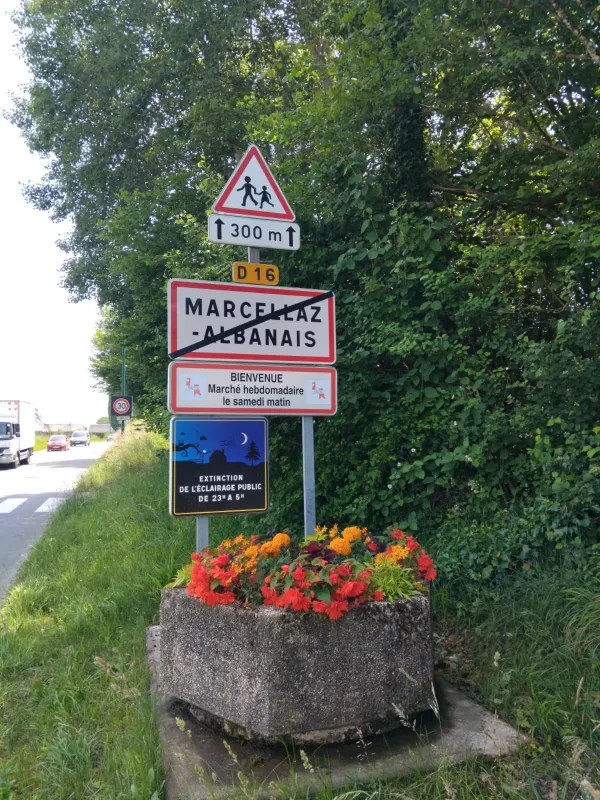 300 m
D 16
MARCELLAZ
-ALBANAIS
BIENVENUE
Marché hebdomadaire
le samedi matin
EXTINCTION
DE L'ÉCLAIRAGE PUBLIC
DE 23H A 5H
30